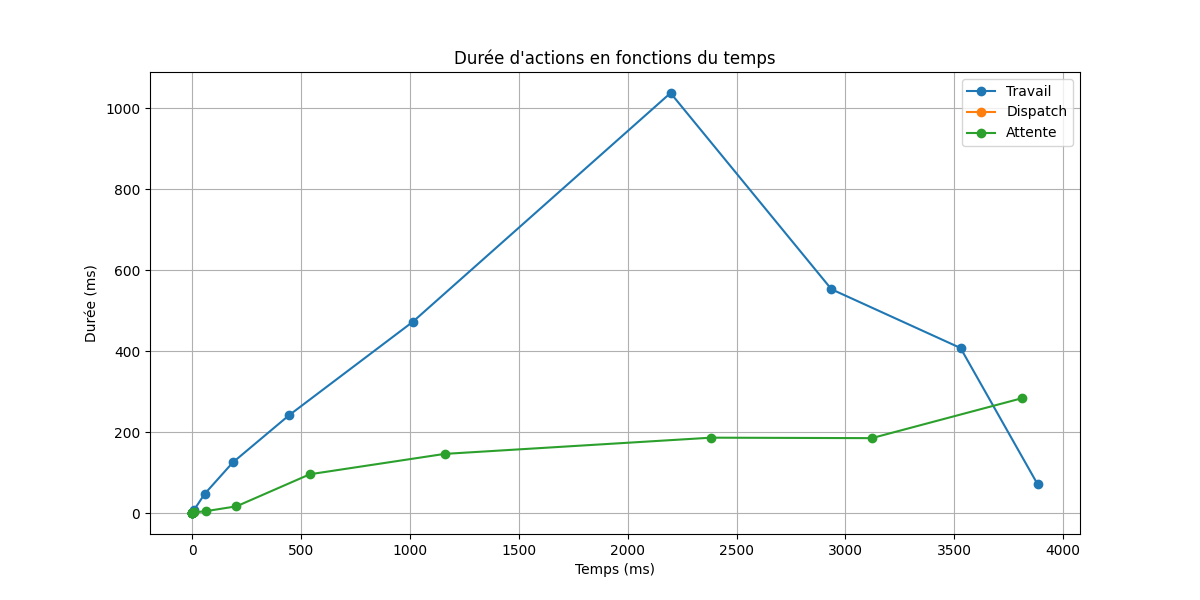 Durée d'actions en fonctions du temps
Travail
Dispatch
Attente
Durée (ms)
1000
800
600
400
200
0
0 500 1000 1500 2000 2500 3000 3500 4000
Temps (ms)